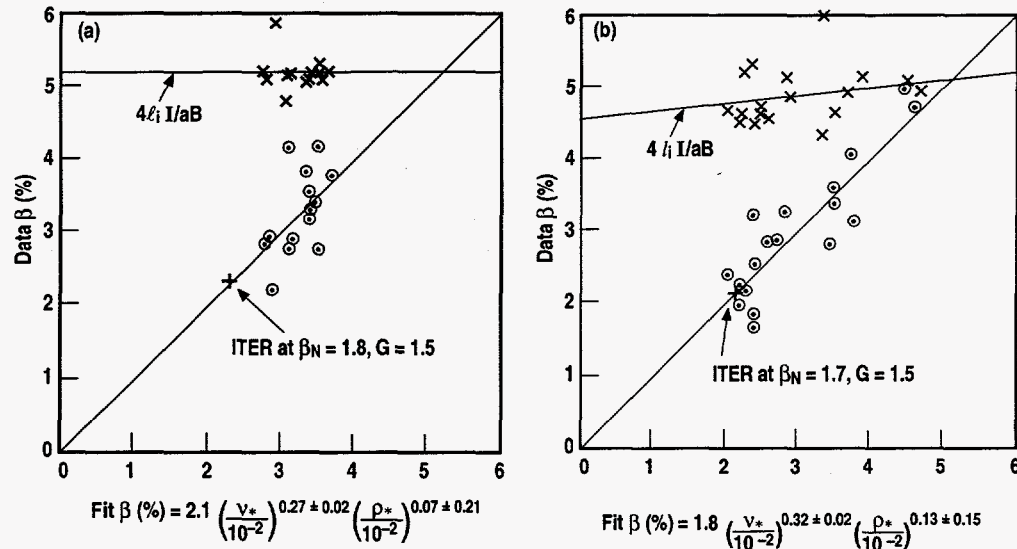 (a)
6
5
4
3
2
1
0
Data β (%)
4ℓi I/aB
ITER at βN = 1.8, G = 1.5
0 1 2 3 4 5 6
Fit β (%) = 2.1 (ν*/10⁻²)^0.27 ± 0.02 (ρ*/10⁻²)^0.07 ± 0.21
(b)
6
5
4
3
2
1
0
Data β (%)
4 li I/aB
ITER at βN = 1.7, G = 1.5
0 1 2 3 4 5 6
Fit β (%) = 1.8 (ν*/10⁻²)^0.32 ± 0.02 (ρ*/10⁻²)^0.13 ± 0.15